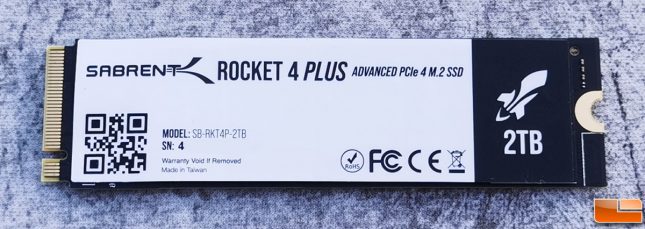 SABRENT ROCKET 4 PLUS ADVANCED PCIe 4 M.2 SSD
MODEL: SB-RKT4P-2TB
SN: 4
Warranty Void If Removed
Made in Taiwan
RoHS FC CE
2TB